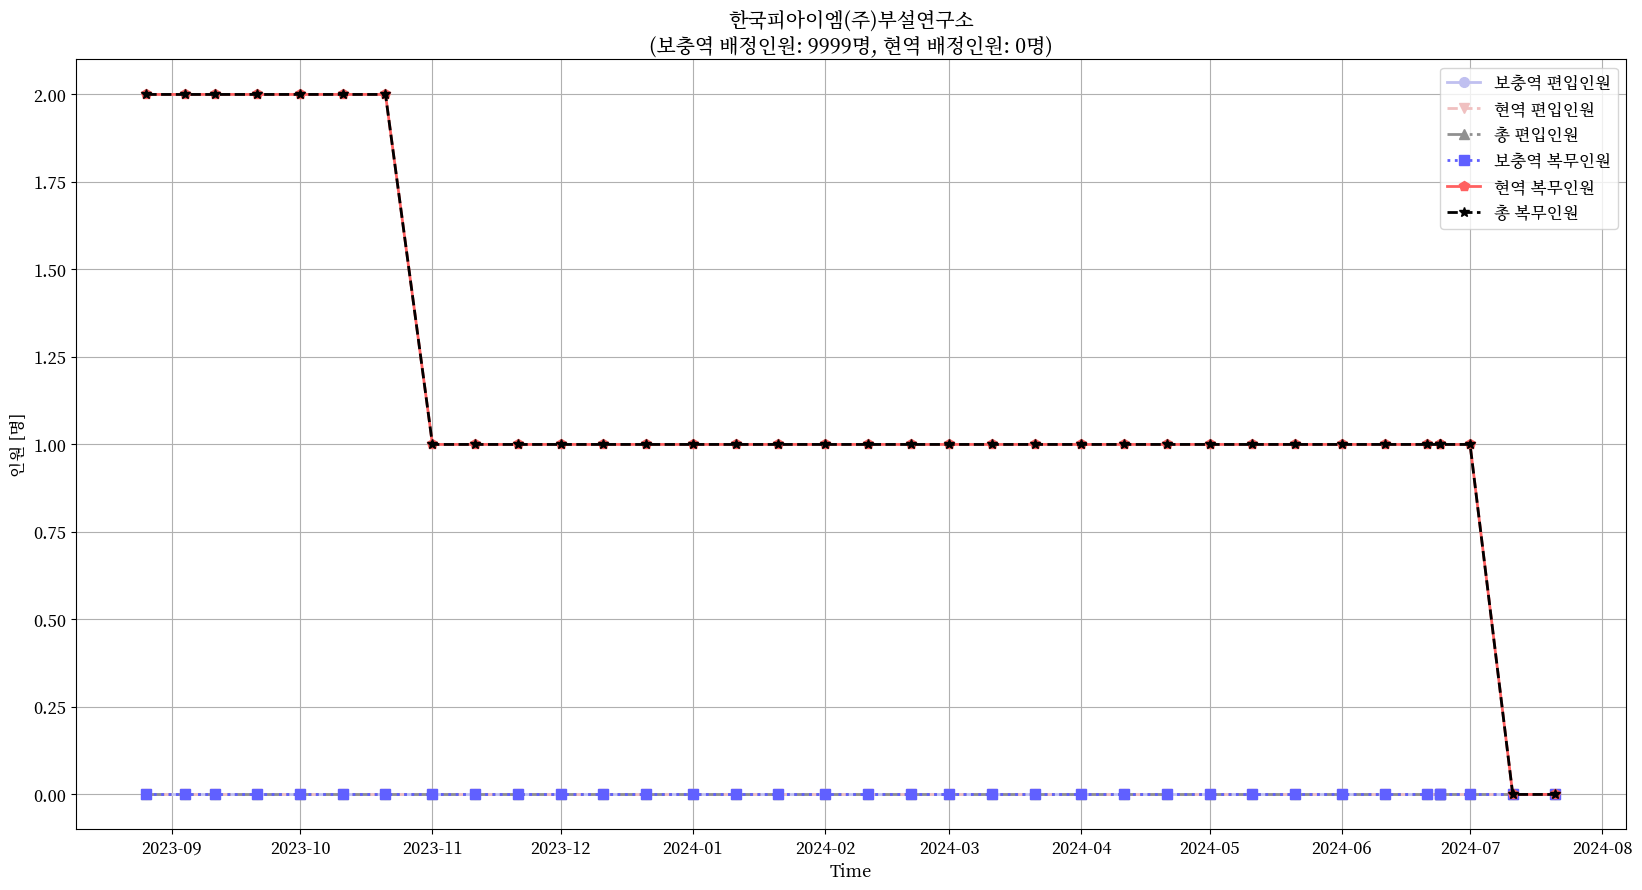 한국피아이엠(주)부설연구소
(보충역 배정인원: 9999명, 현역 배정인원: 0명)
보충역 편입인원
현역 편입인원
총 편입인원
보충역 복무인원
현역 복무인원
총 복무인원
인원 [명]
2.00
1.75
1.50
1.25
1.00
0.75
0.50
0.25
0.00
2023-09
2023-10
2023-11
2023-12
2024-01
2024-02
2024-03
2024-04
2024-05
2024-06
2024-07
2024-08
Time